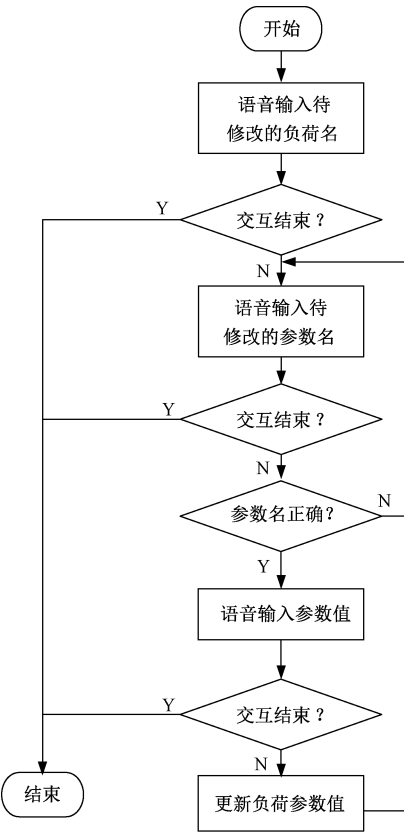 开始
语音输入待
修改的负荷名
Y
交互结束？
N
语音输入待
修改的参数名
Y
交互结束？
N
参数名正确？
N
Y
语音输入参数值
Y
交互结束？
N
结束
更新负荷参数值